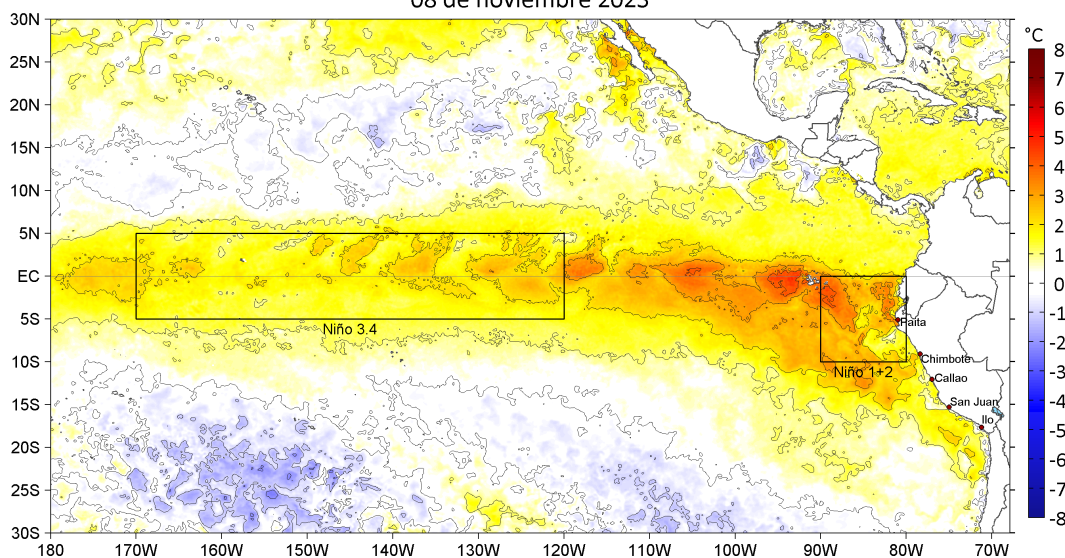 08 de noviembre 2023
30N
25N
20N
15N
10N
5N
EC
5S
10S
15S
20S
25S
30S
180
170W
160W
150W
140W
130W
120W
110W
100W
90W
80W
70W
Niño 3.4
Niño 1+2
Paita
Chimbote
Callao
San Juan
Ilo
°C
8
7
6
5
4
3
2
1
0
-1
-2
-3
-4
-5
-6
-7
-8